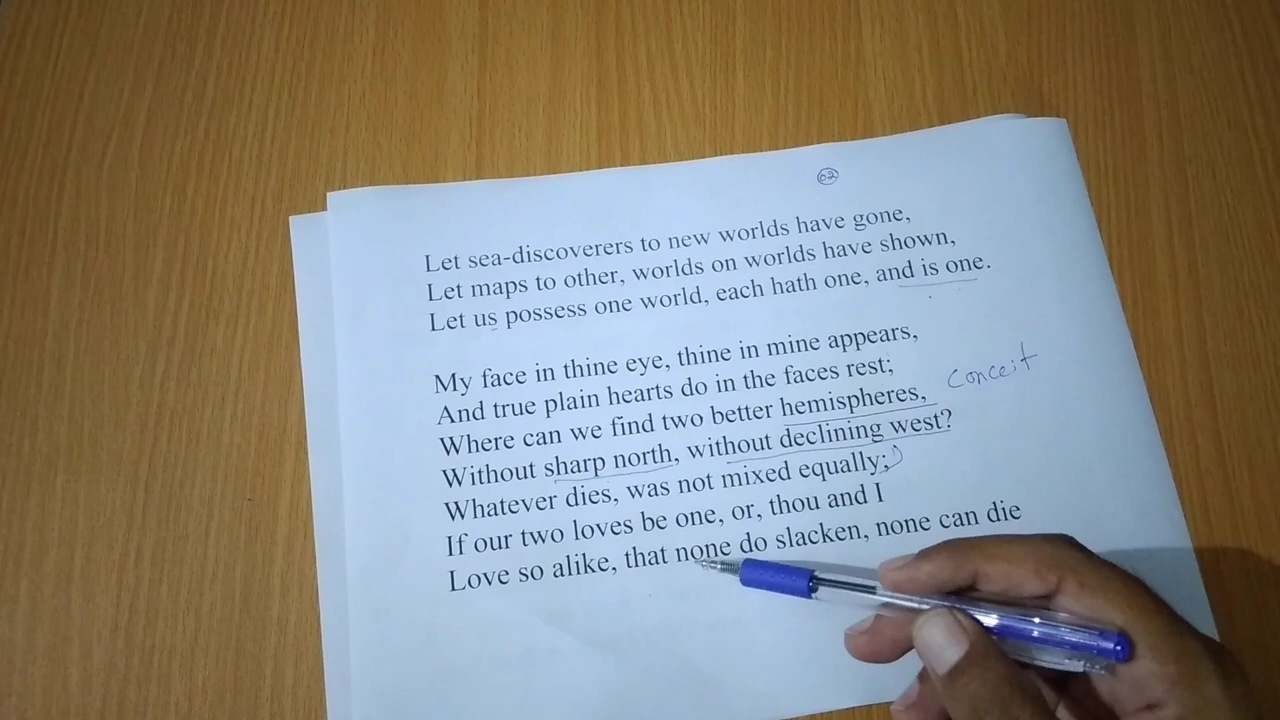 02
Let sea-discoverers to new worlds have gone,
Let maps to other, worlds on worlds have shown,
Let us possess one world, each hath one, and is one.
My face in thine eye, thine in mine appears,
And true plain hearts do in the faces rest;
Where can we find two better hemispheres, Conceit
Without sharp north, without declining west?
Whatever dies, was not mixed equally;
If our two loves be one, or, thou and I
Love so alike, that none do slacken, none can die